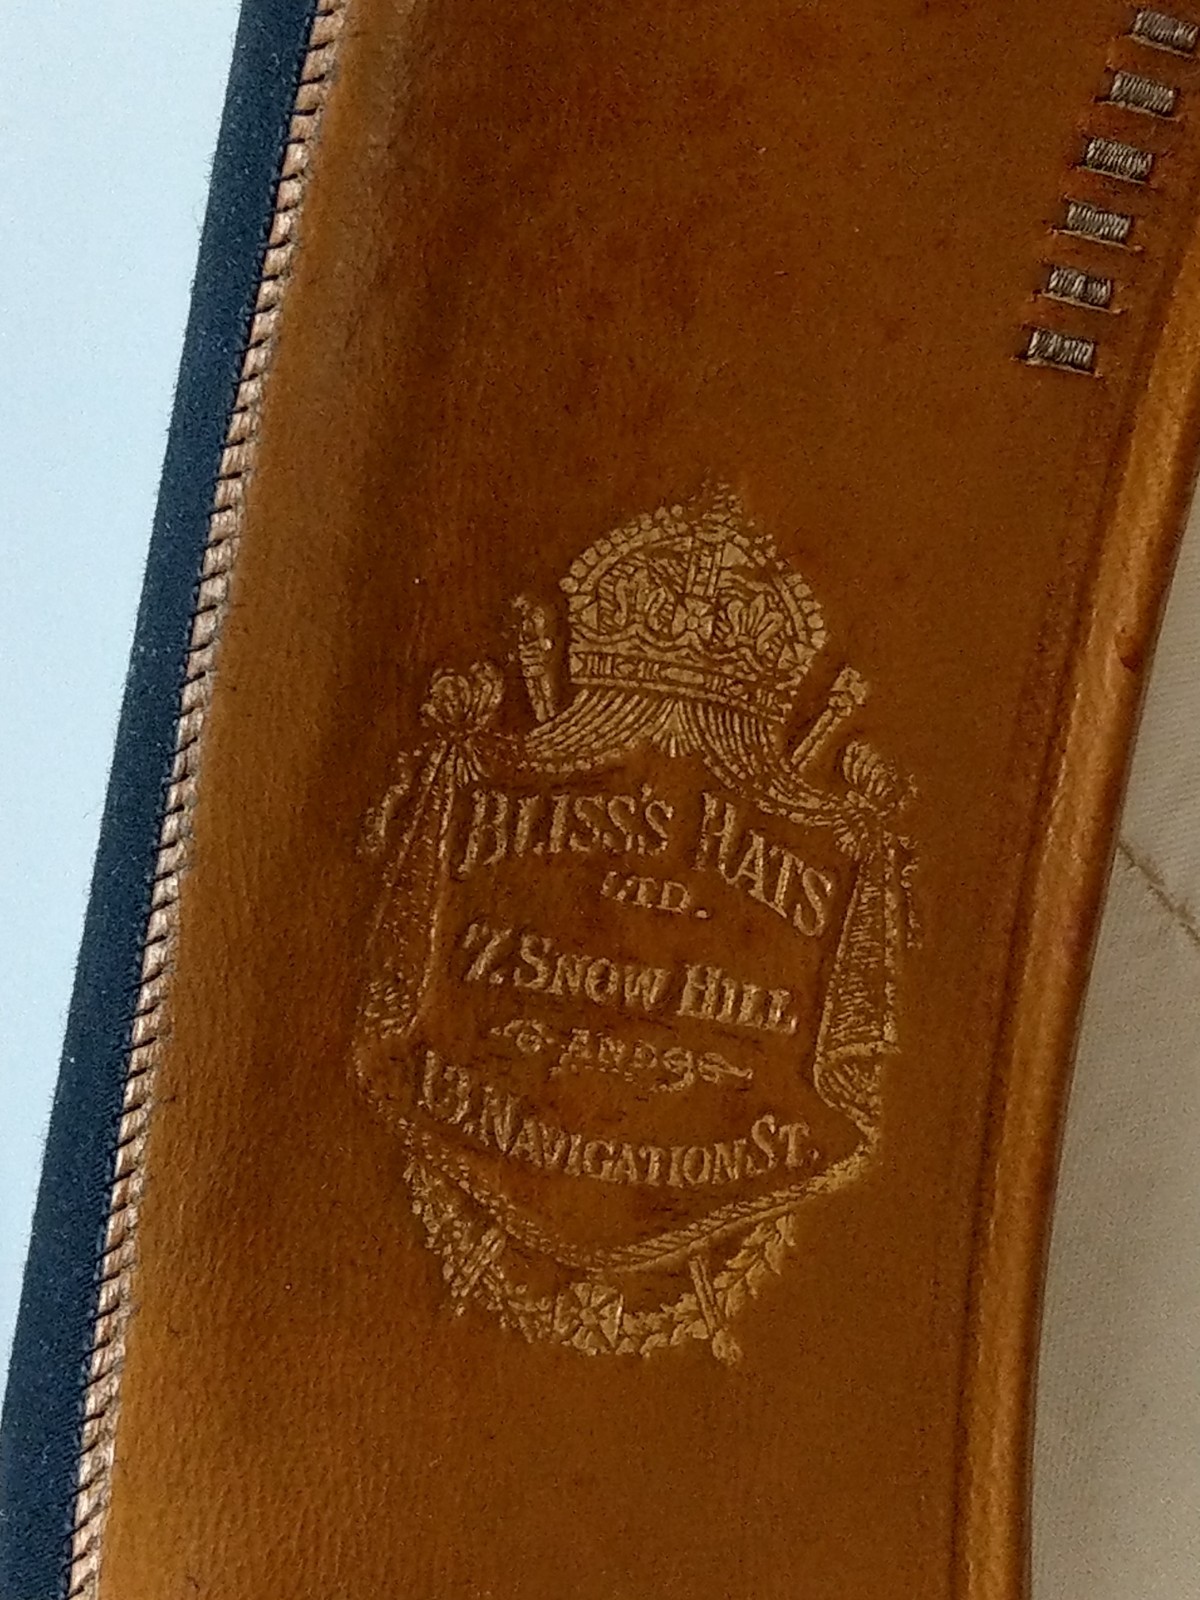 BLISS'S HATS
LTD.
7, SNOW HILL
AND
13, NAVIGATION ST.